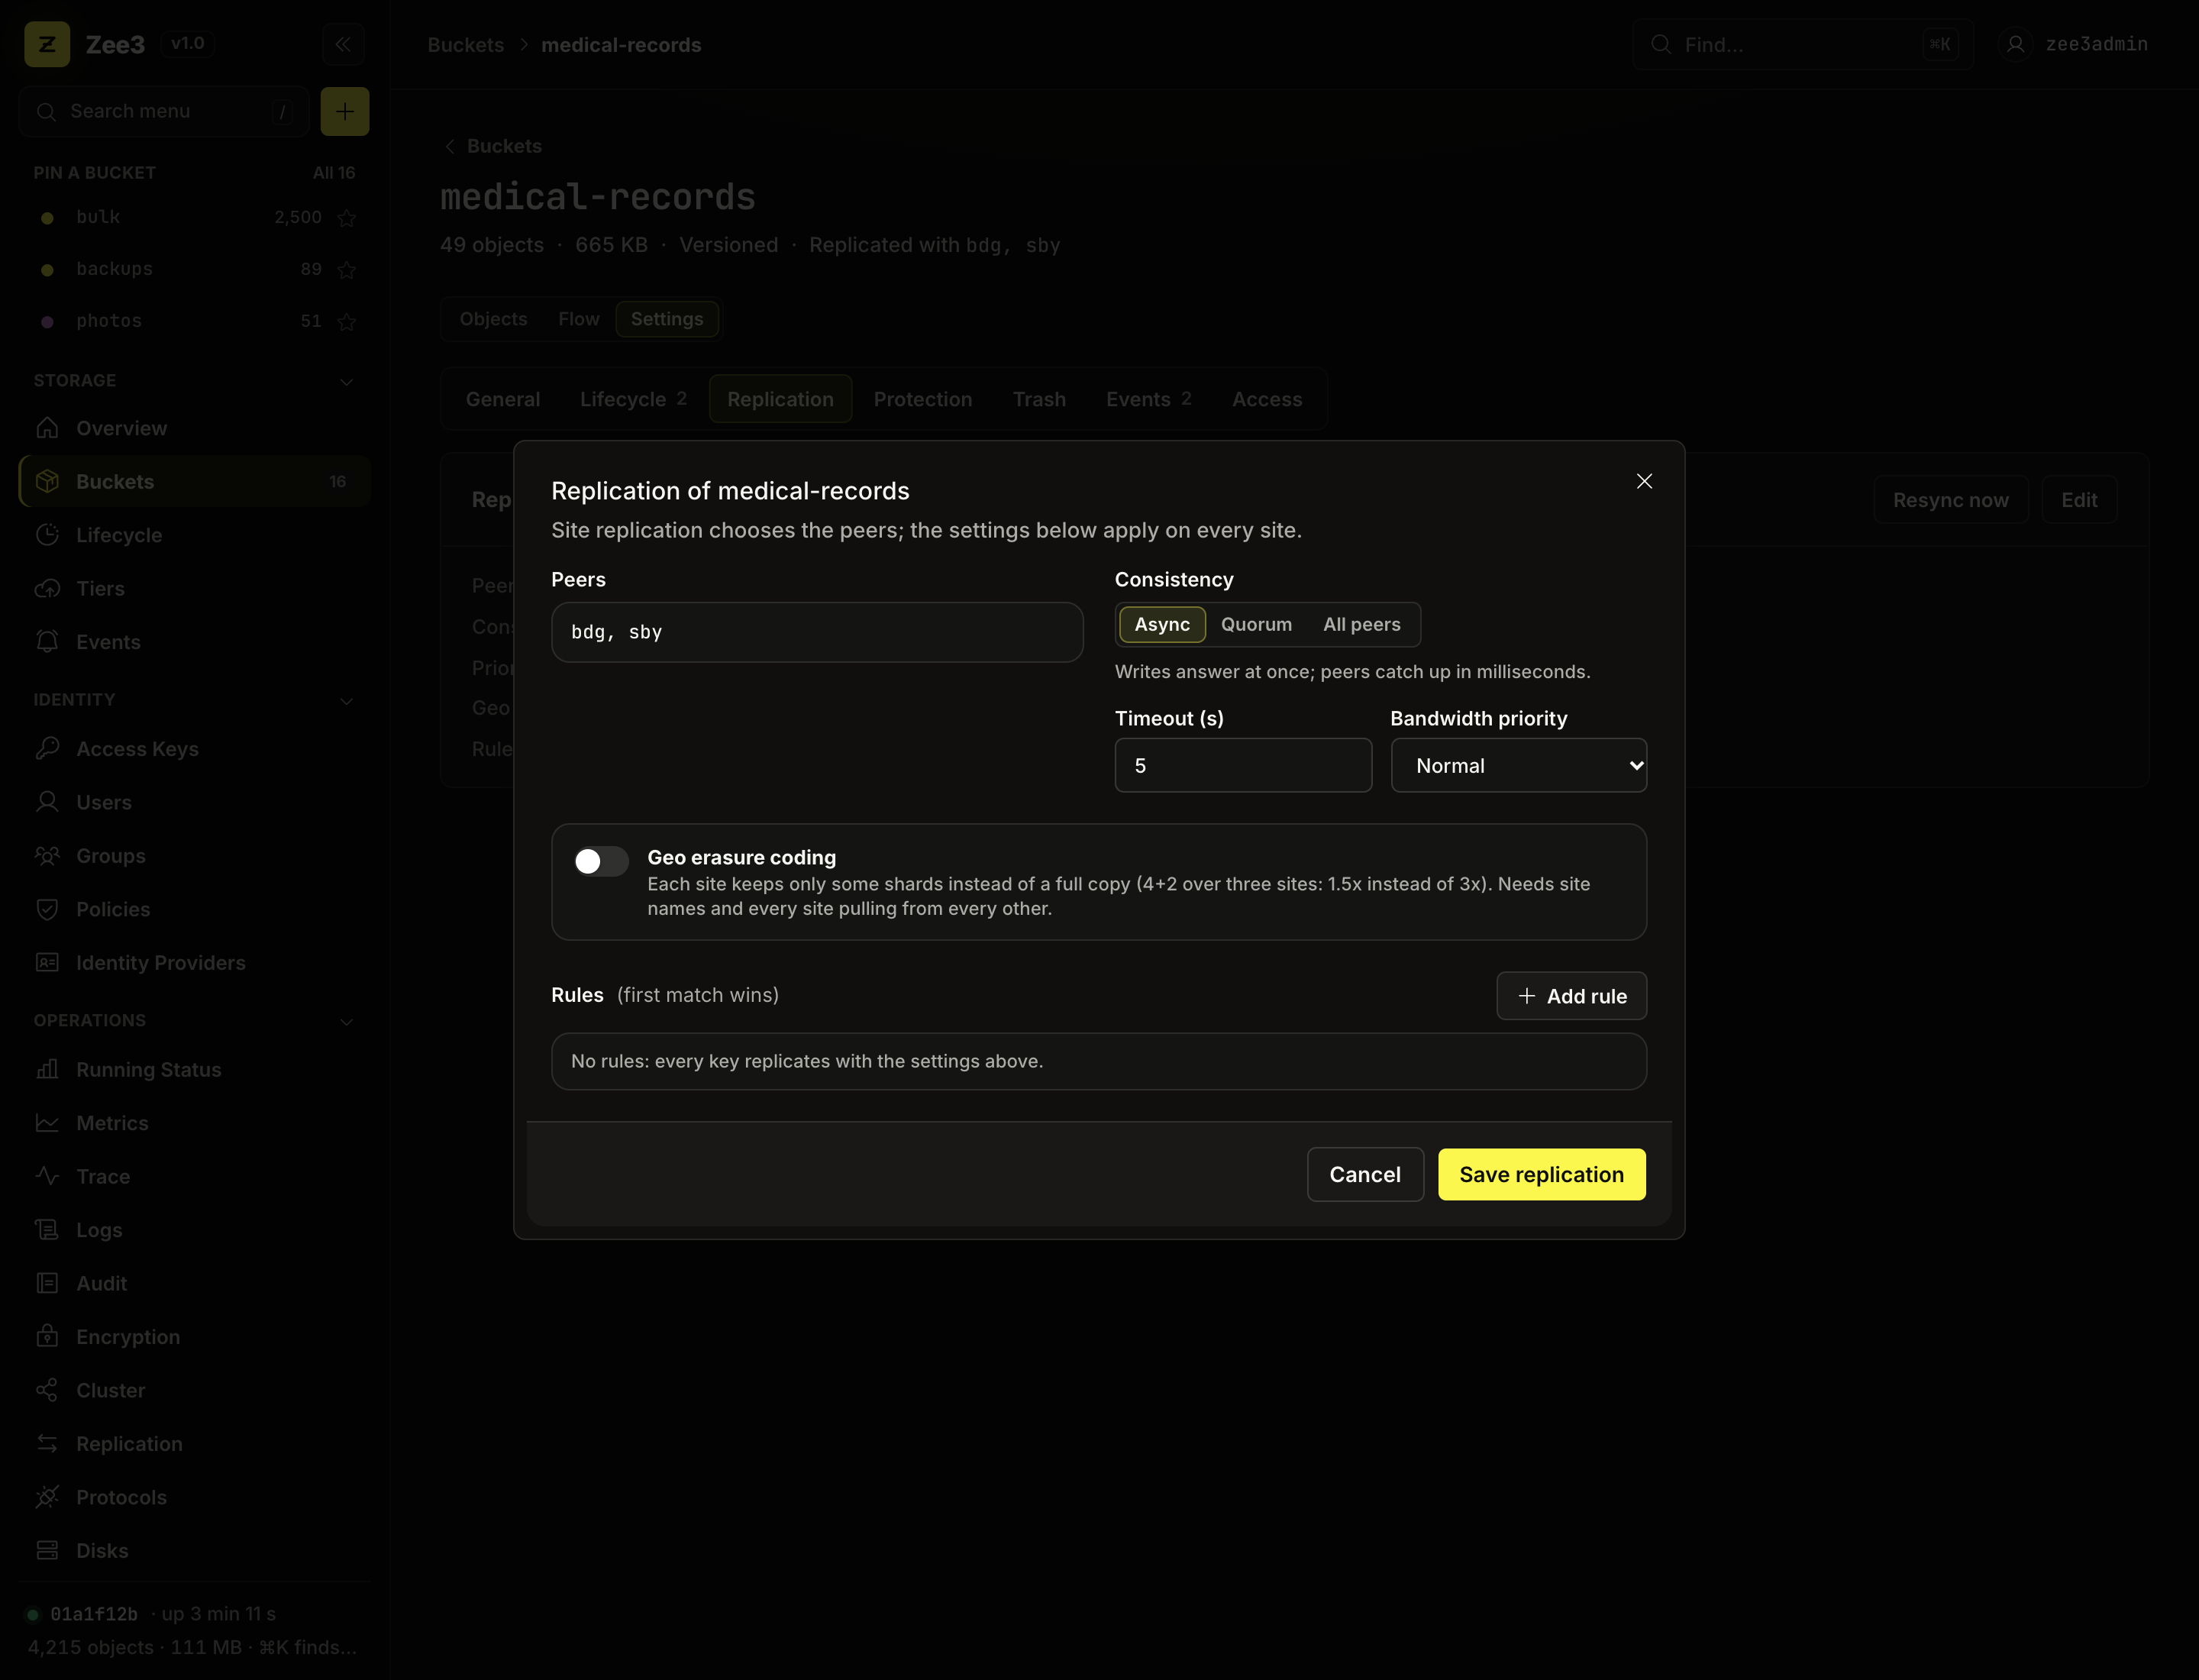 Zee3 v1.0
Search menu /
PIN A BUCKET All 16
bulk 2,500
backups 89
photos 51
STORAGE
Overview
Buckets 16
Lifecycle
Tiers
Events
IDENTITY
Access Keys
Users
Groups
Policies
Identity Providers
OPERATIONS
Running Status
Metrics
Trace
Logs
Audit
Encryption
Cluster
Replication
Protocols
Disks
01a1f12b · up 3 min 11 s
4,215 objects · 111 MB · ⌘K finds...
Buckets > medical-records
Find... ⌘K zee3admin
Buckets
medical-records
49 objects · 665 KB · Versioned · Replicated with bdg, sby
Objects Flow Settings
General Lifecycle 2 Replication Protection Trash Events 2 Access
Resync now Edit
Geo
Replication of medical-records
Site replication chooses the peers; the settings below apply on every site.
Peers
bdg, sby
Consistency
Async Quorum All peers
Writes answer at once; peers catch up in milliseconds.
Timeout (s) Bandwidth priority
5 Normal
Geo erasure coding
Each site keeps only some shards instead of a full copy (4+2 over three sites: 1.5x instead of 3x). Needs site
names and every site pulling from every other.
Rules (first match wins)
Add rule
No rules: every key replicates with the settings above.
Cancel Save replication